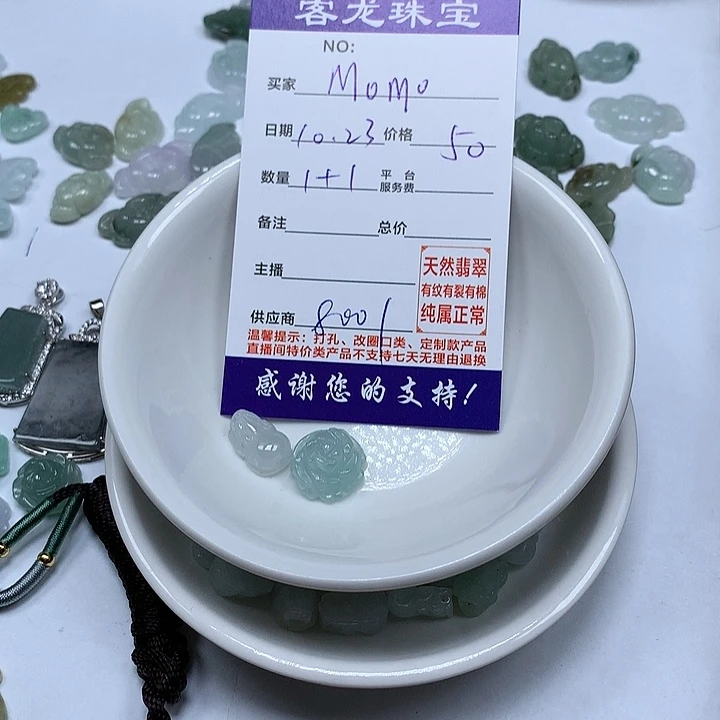 客龙珠宝
NO:
买家 MoMo
日期 10.23 价格 50
数量 1+1 平台服务费
备注 总价
主播
天然翡翠
有纹有裂有棉
纯属正常
供应商 8001
温馨提示：打孔、改圈口类、定制款产品
直播间特价类产品不支持七天无理由退换
感谢您的支持！